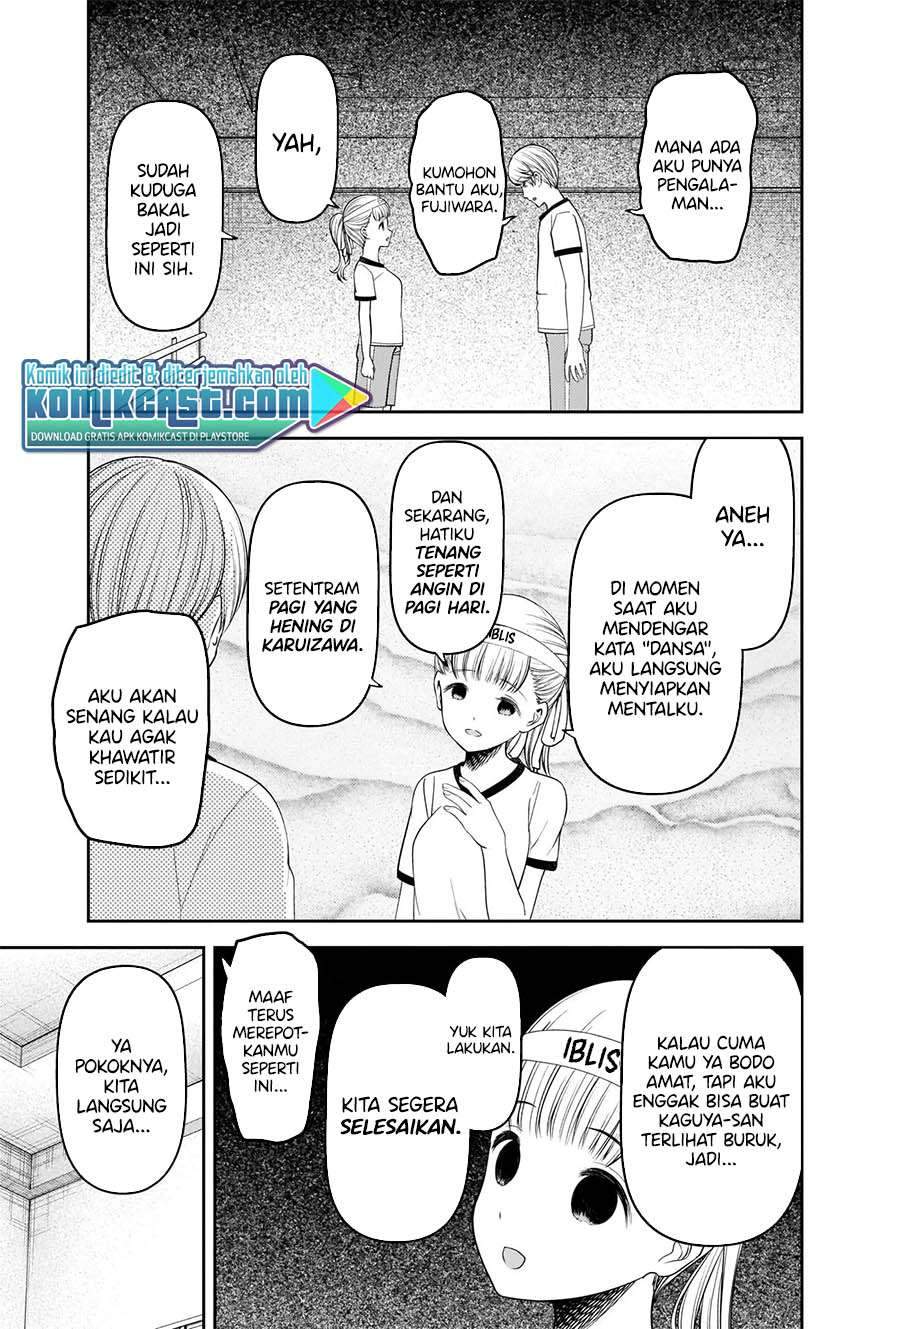 MANA ADA
AKU PUNYA
PENGALA-
MAN...
KUMOHON
BANTU AKU,
FUJIWARA.
YAH,
SUDAH
KUDUGA
BAKAL
JADI
SEPERTI
INI SIH.
Komik ini diedit & diterjemahkan oleh
KOMIKCAST.COM
DOWNLOAD GRATIS APK KOMIKCAST DI PLAYSTORE
ANEH
YA...
DI MOMEN
SAAT AKU
MENDENGAR
KATA "DANSA",
AKU LANGSUNG
MENYIAPKAN
MENTALKU.
DAN
SEKARANG,
HATIKU
TENANG
SEPERTI
ANGIN DI
PAGI HARI.
IBLIS
SETENTRAM
PAGI YANG
HENING DI
KARUIZAWA.
AKU AKAN
SENANG KALAU
KAU AGAK
KHAWATIR
SEDIKIT...
KALAU CUMA
KAMU YA BODO
AMAT, TAPI AKU
ENGGAK BISA BUAT
KAGUYA-SAN
TERLIHAT BURUK,
JADI...
IBLIS
YUK KITA
LAKUKAN.
KITA SEGERA
SELESAIKAN.
MAAF
TERUS
MEREPOT-
KANMU
SEPERTI
INI...
YA
POKOKNYA,
KITA
LANGSUNG
SAJA...